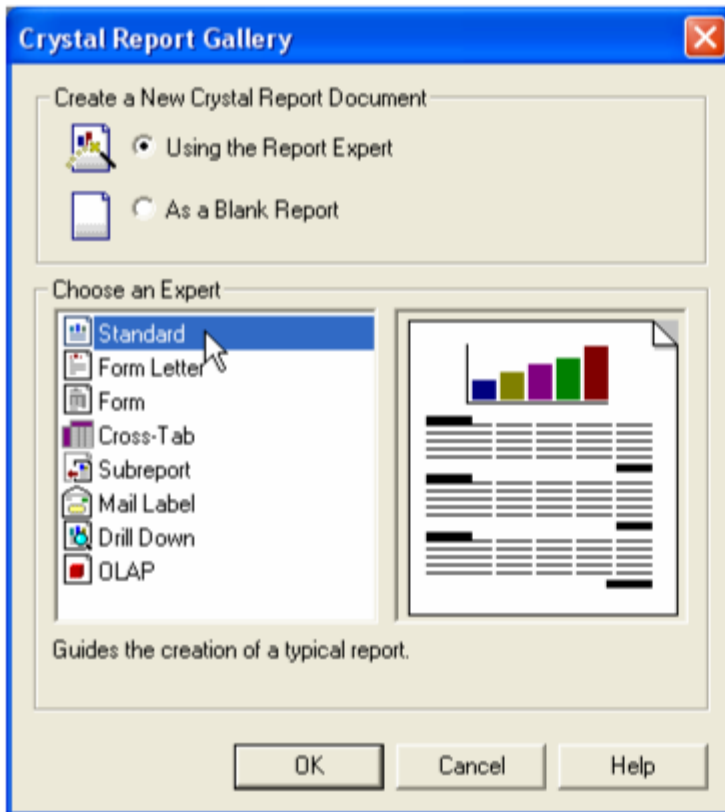 Crystal Report Gallery
Create a New Crystal Report Document
Using the Report Expert
As a Blank Report
Choose an Expert
Standard
Form Letter
Form
Cross-Tab
Subreport
Mail Label
Drill Down
OLAP
Guides the creation of a typical report.
OK Cancel Help